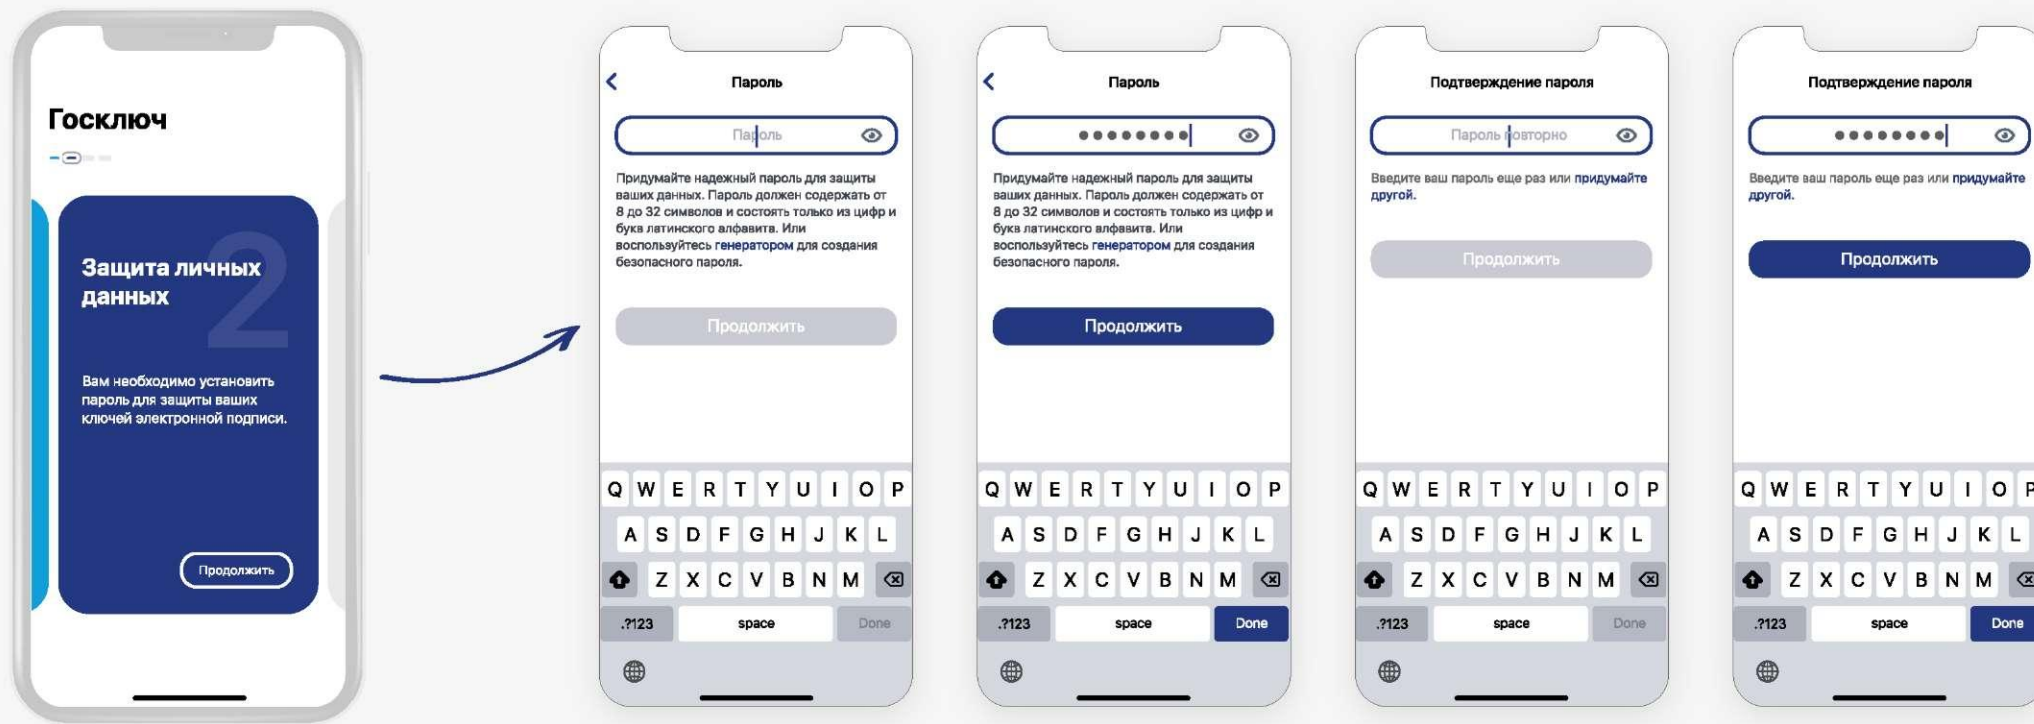 Госключ
2
Защита личных
данных
Вам необходимо установить
пароль для защиты ваших
ключей электронной подписи.
Продолжить
Пароль
Пароль
Придумайте надежный пароль для защиты
ваших данных. Пароль должен содержать от
8 до 32 символов и состоять только из цифр и
букв латинского алфавита. Или
воспользуйтесь генератором для создания
безопасного пароля.
Продолжить
Q W E R T Y U I O P
A S D F G H J K L
Z X C V B N M
.?123 space Done
Пароль
Придумайте надежный пароль для защиты
ваших данных. Пароль должен содержать от
8 до 32 символов и состоять только из цифр и
букв латинского алфавита. Или
воспользуйтесь генератором для создания
безопасного пароля.
Продолжить
Q W E R T Y U I O P
A S D F G H J K L
Z X C V B N M
.?123 space Done
Подтверждение пароля
Пароль повторно
Введите ваш пароль еще раз или придумайте
другой.
Продолжить
Q W E R T Y U I O P
A S D F G H J K L
Z X C V B N M
.?123 space Done
Подтверждение пароля
Введите ваш пароль еще раз или придумайте
другой.
Продолжить
Q W E R T Y U I O P
A S D F G H J K L
Z X C V B N M
.?123 space Done